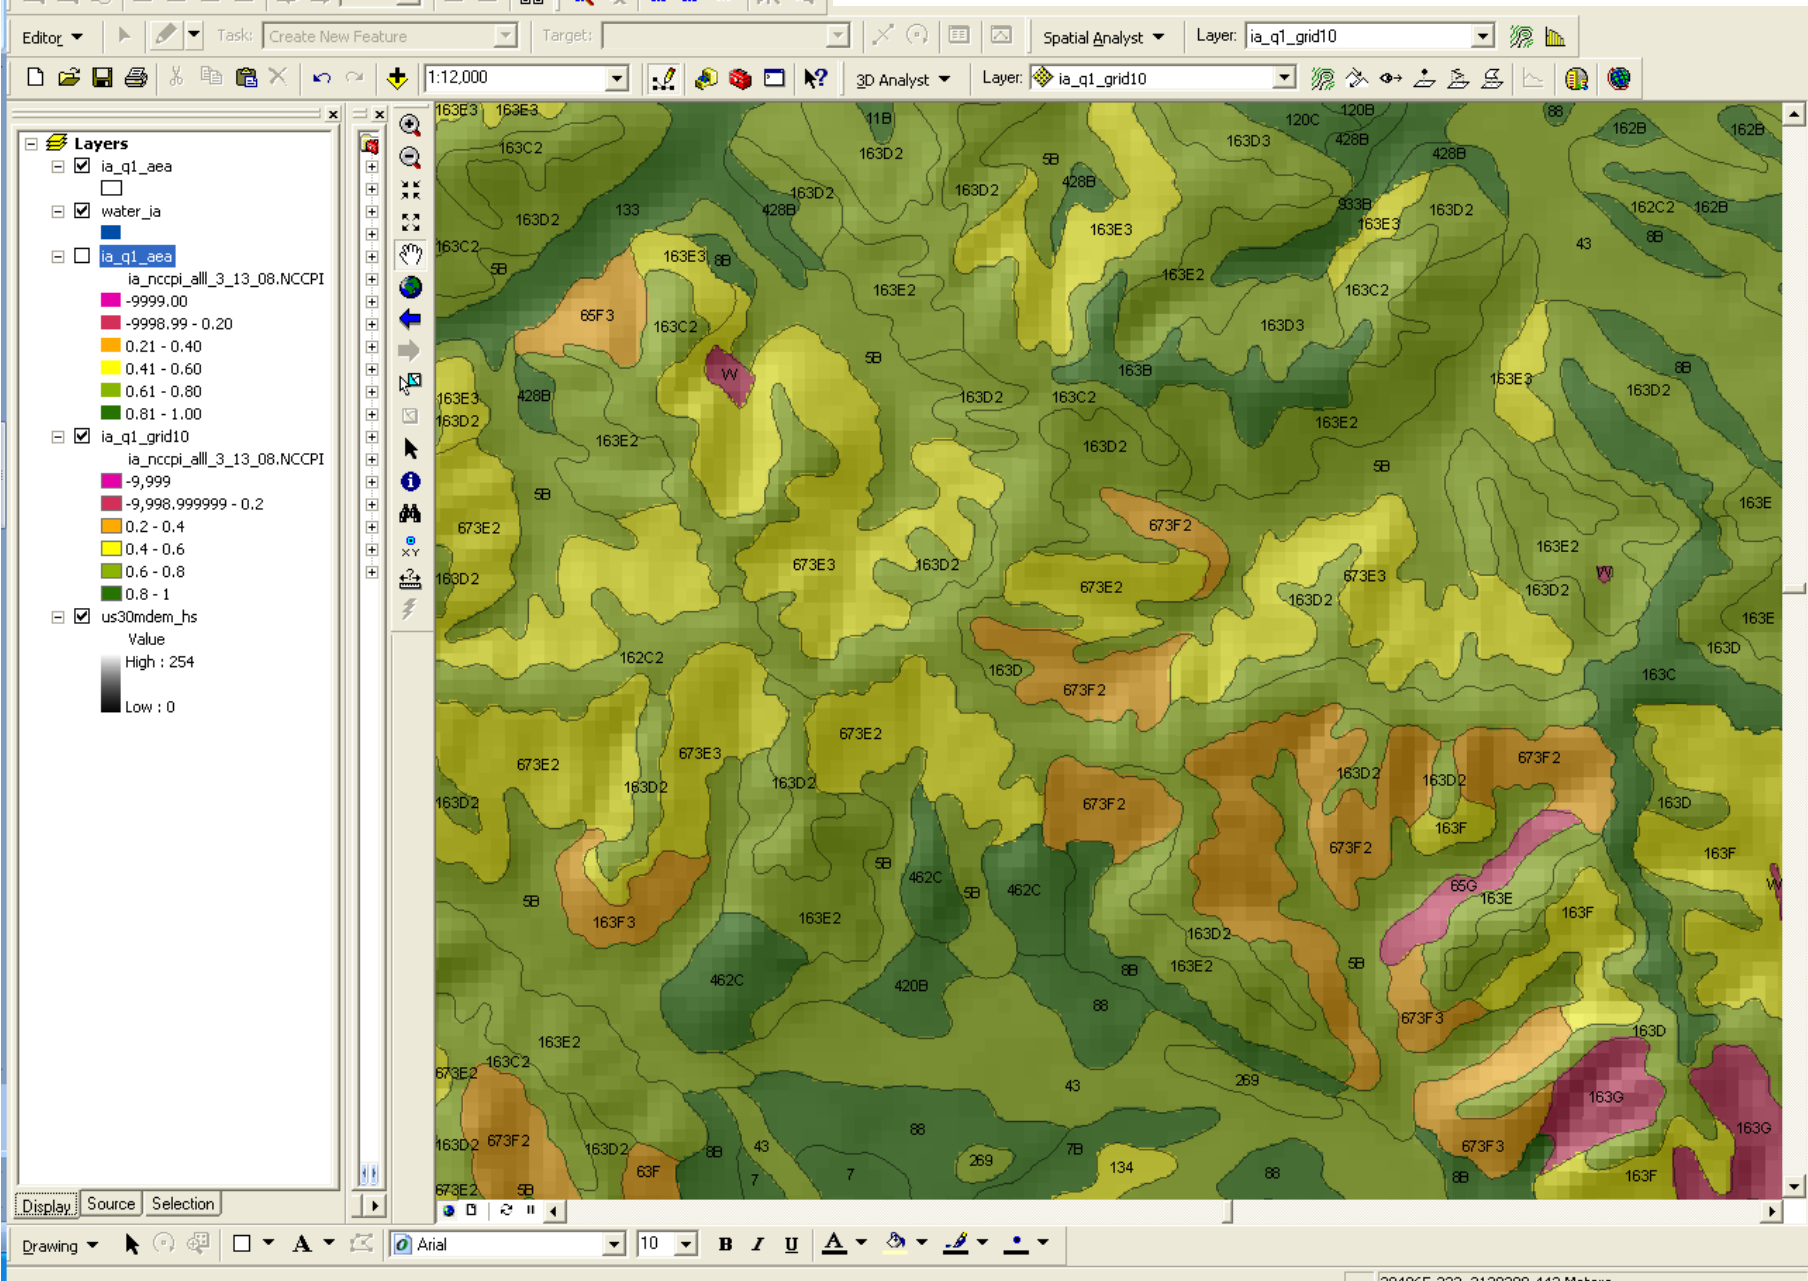 Editor
Task:
Create New Feature
Target:
Spatial Analyst
Layer:
ia_q1_grid10
1:12,000
3D Analyst
Layer:
ia_q1_grid10
Layers
ia_q1_aea
water_ia
ia_q1_aea
ia_nccpi_alll_3_13_08.NCCPI
-9999.00
-9998.99 - 0.20
0.21 - 0.40
0.41 - 0.60
0.61 - 0.80
0.81 - 1.00
ia_q1_grid10
ia_nccpi_alll_3_13_08.NCCPI
-9,999
-9,998.999999 - 0.2
0.2 - 0.4
0.4 - 0.6
0.6 - 0.8
0.8 - 1
us30mdem_hs
Value
High : 254
Low : 0
XY
163E3 163E3 11B 120C 120B 88 162B 162B
163C2 163D2 5B 163D3 428B 428B
163D2 133 163D2 428B 163D2 428B 933B 163D2 162C2 162B
163C2 5B 163E3 8B 163E3 163E3 43 8B
65F3 163C2 163E2 163E2 163C2 163D3
W 5B 163B 163E3 8B
163E3 428B 163D2 163C2 163D2
163D2 163E2 163D2 163E2
5B 5B 163E
673E2 673F2 163E2
163D2 673E3 163D2 673E2 673E3 163D2 163D2 W
163E
162C2 163D 673F2 163D 163C
673E2 673E3 673E2 673F2
163D2 163D2 163D2 673F2 163D2 163D2 163D
163F 673F2 163F
5B 462C 5B 462C 65G 163E W
5B 163F3 163E2 163D2 163F
462C 420B 8B 163E2 5B
88 673F3 163D
163E2 163C2
673E2 43 269 163G
88 163G
163D2 673F2 163D2 8B 43 7B 673F3
63F 7 7 269 134 88 8B 163F
673E2 5B
Display
Source
Selection
Drawing
Arial
10
B I U A